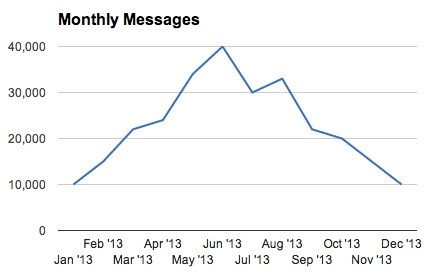 Monthly Messages
40,000
30,000
20,000
10,000
0
Feb '13 Apr '13 Jun '13 Aug '13 Oct '13 Dec '13
Jan '13 Mar '13 May '13 Jul '13 Sep '13 Nov '13